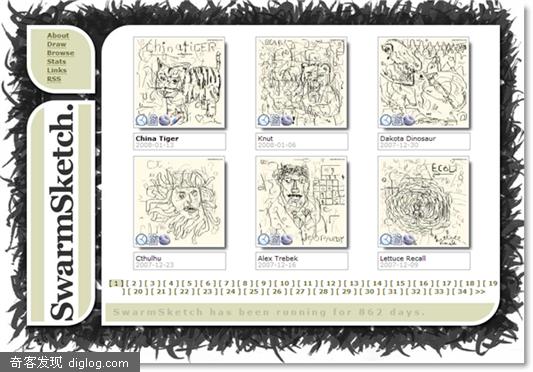 About
Draw
Browse
Stats
Links
RSS
SwarmSketch.
China TIGER
China Tiger
2008-01-13
Knut
2008-01-06
Dakota Dinosaur
2007-12-30
Cthulhu
2007-12-23
Alex Trebek
2007-12-16
Lettuce Recall
2007-12-09
[ 1 ] [ 2 ] [ 3 ] [ 4 ] [ 5 ] [ 6 ] [ 7 ] [ 8 ] [ 9 ] [ 10 ] [ 11 ] [ 12 ] [ 13 ] [ 14 ] [ 15 ] [ 16 ] [ 17 ] [ 18 ] [ 19
] [ 20 ] [ 21 ] [ 22 ] [ 23 ] [ 24 ] [ 25 ] [ 26 ] [ 27 ] [ 28 ] [ 29 ] [ 30 ] [ 31 ] [ 32 ] [ 33 ] [ 34 ] >>
SwarmSketch has been running for 862 days.
奇客发现 diglog.com